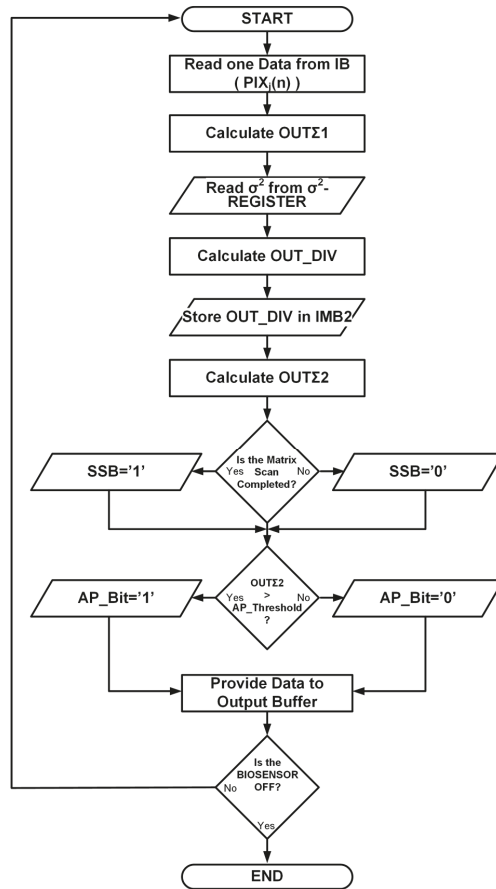 START
Read one Data from IB
( PIXj(n) )
Calculate OUTΣ1
Read σ² from σ²-
REGISTER
Calculate OUT_DIV
Store OUT_DIV in IMB2
Calculate OUTΣ2
Is the Matrix
Scan
Completed?
Yes
No
SSB='1'
SSB='0'
OUTΣ2
>
AP_Threshold
?
Yes
No
AP_Bit='1'
AP_Bit='0'
Provide Data to
Output Buffer
Is the
BIOSENSOR
OFF?
No
Yes
END